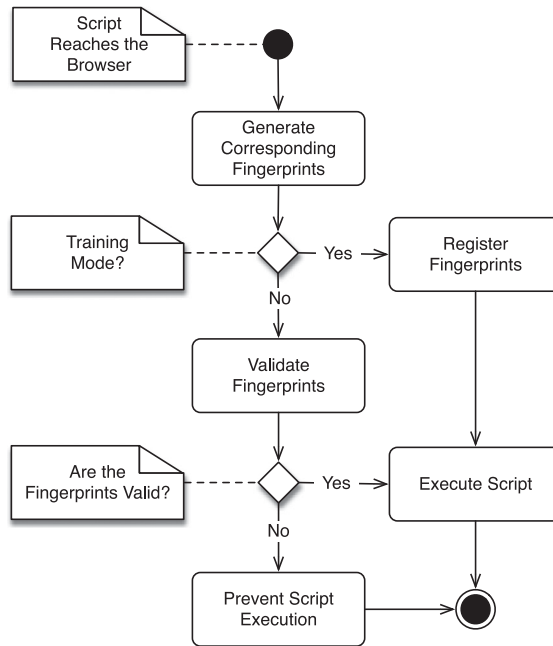 Script
Reaches the
Browser
Generate
Corresponding
Fingerprints
Training
Mode?
Yes
Register
Fingerprints
No
Validate
Fingerprints
Are the
Fingerprints Valid?
Yes
Execute Script
No
Prevent Script
Execution